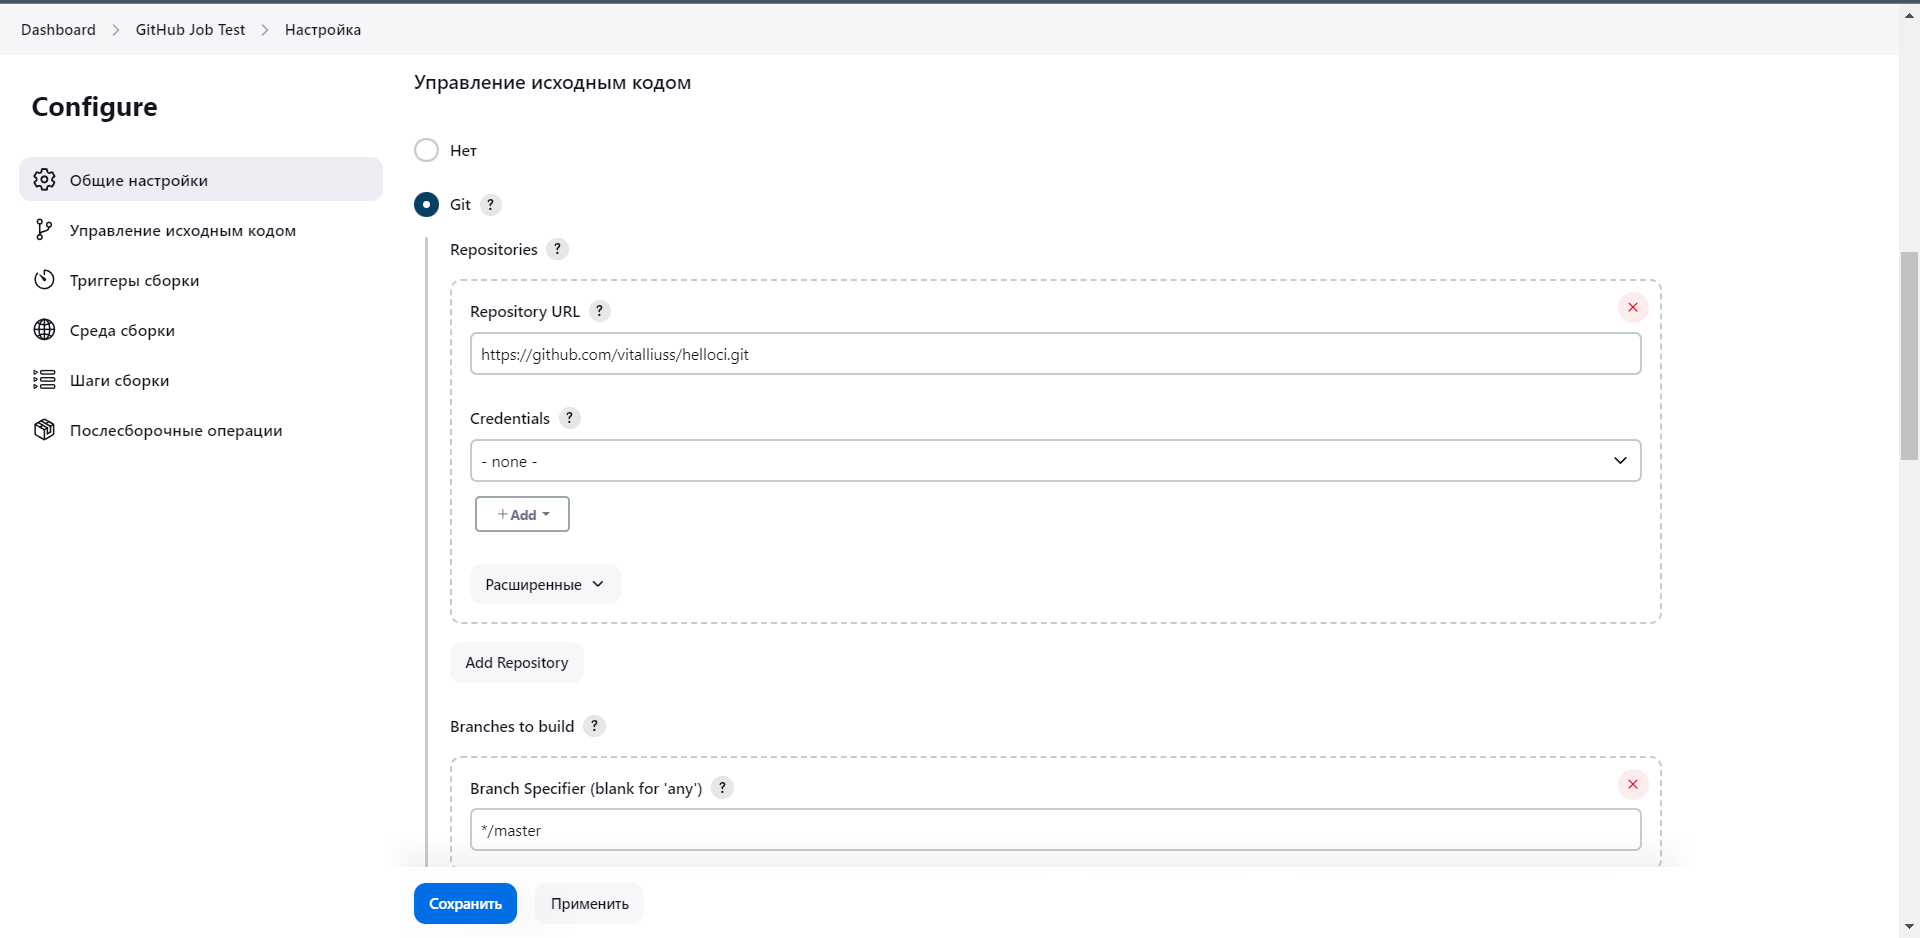 Dashboard > GitHub Job Test > Настройка
Configure
Общие настройки
Управление исходным кодом
Триггеры сборки
Среда сборки
Шаги сборки
Послесборочные операции
Управление исходным кодом
Нет
Git ?
Repositories ?
Repository URL ?
https://github.com/vitalliuss/helloci.git
Credentials ?
- none -
+ Add
Расширенные
Add Repository
Branches to build ?
Branch Specifier (blank for 'any') ?
*/master
Сохранить
Применить